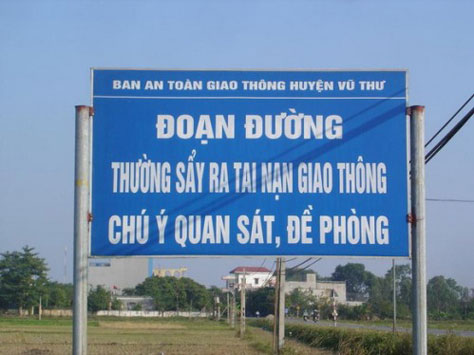 BAN AN TOÀN GIAO THÔNG HUYỆN VŨ THƯ
ĐOẠN ĐƯỜNG
THƯỜNG SẨY RA TAI NẠN GIAO THÔNG
CHÚ Ý QUAN SÁT, ĐỀ PHÒNG